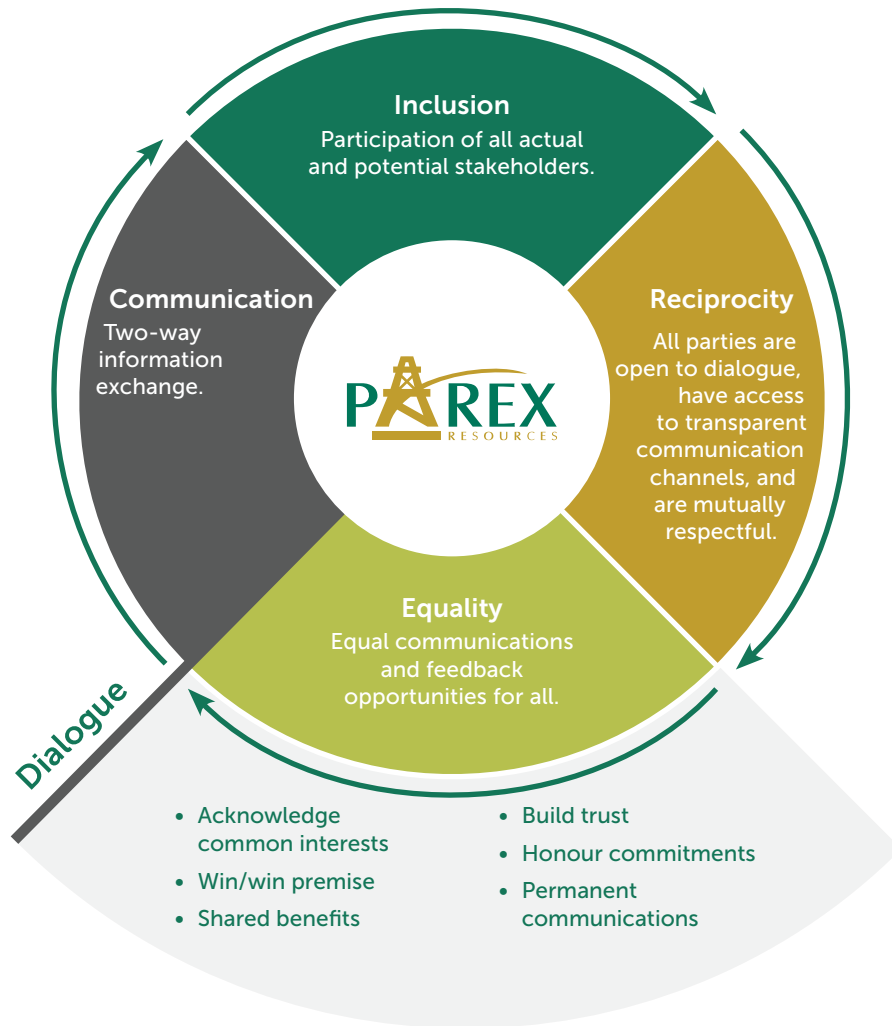 Inclusion
Participation of all actual
and potential stakeholders.
Communication
Two-way
information
exchange.
PAREX
RESOURCES
Reciprocity
All parties are
open to dialogue,
have access
to transparent
communication
channels, and
are mutually
respectful.
Equality
Equal communications
and feedback
opportunities for all.
Dialogue
• Acknowledge
common interests
• Win/win premise
• Shared benefits
• Build trust
• Honour commitments
• Permanent
communications